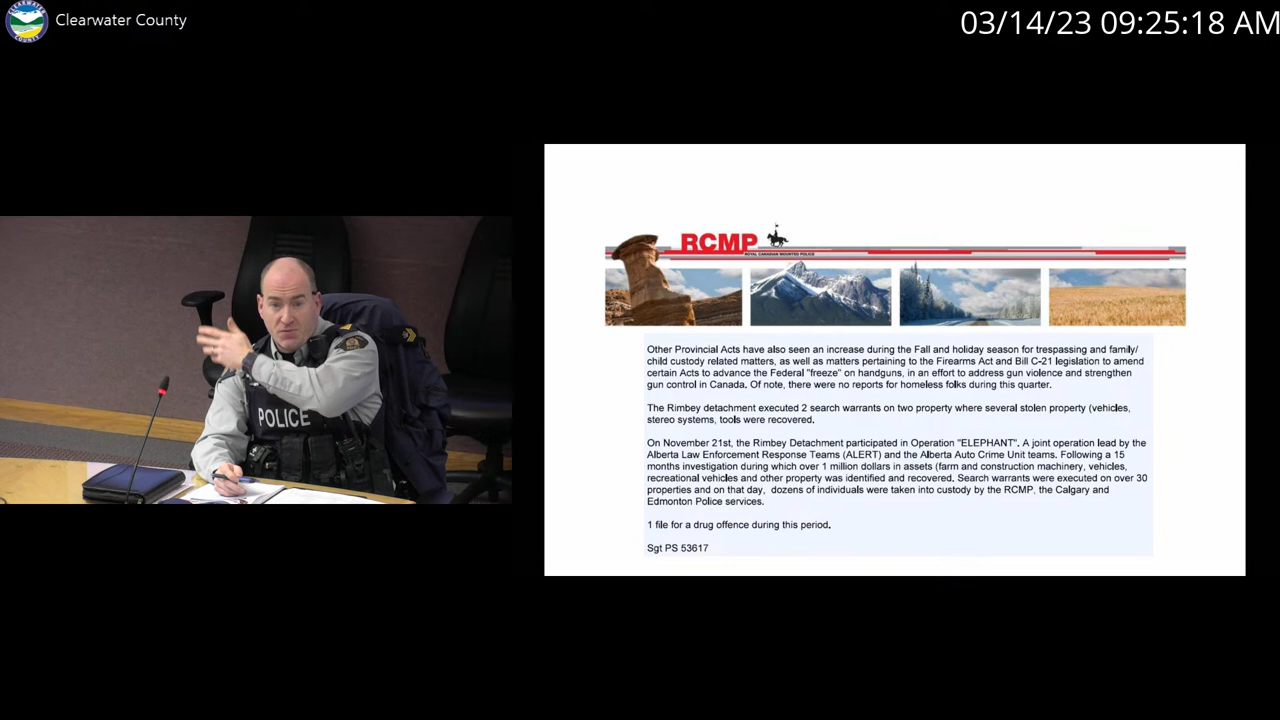 Clearwater County
03/14/23 09:25:18 AM
CLEARWATER
COUNTY
POLICE
RCMP
ROYAL CANADIAN MOUNTED POLICE
Other Provincial Acts have also seen an increase during the Fall and holiday season for trespassing and family/
child custody related matters, as well as matters pertaining to the Firearms Act and Bill C-21 legislation to amend
certain Acts to advance the Federal "freeze" on handguns, in an effort to address gun violence and strengthen
gun control in Canada. Of note, there were no reports for homeless folks during this quarter.
The Rimbey detachment executed 2 search warrants on two property where several stolen property (vehicles,
stereo systems, tools were recovered.
On November 21st, the Rimbey Detachment participated in Operation "ELEPHANT". A joint operation lead by the
Alberta Law Enforcement Response Teams (ALERT) and the Alberta Auto Crime Unit teams. Following a 15
months investigation during which over 1 million dollars in assets (farm and construction machinery, vehicles,
recreational vehicles and other property was identified and recovered. Search warrants were executed on over 30
properties and on that day, dozens of individuals were taken into custody by the RCMP, the Calgary and
Edmonton Police services.
1 file for a drug offence during this period.
Sgt PS 53617